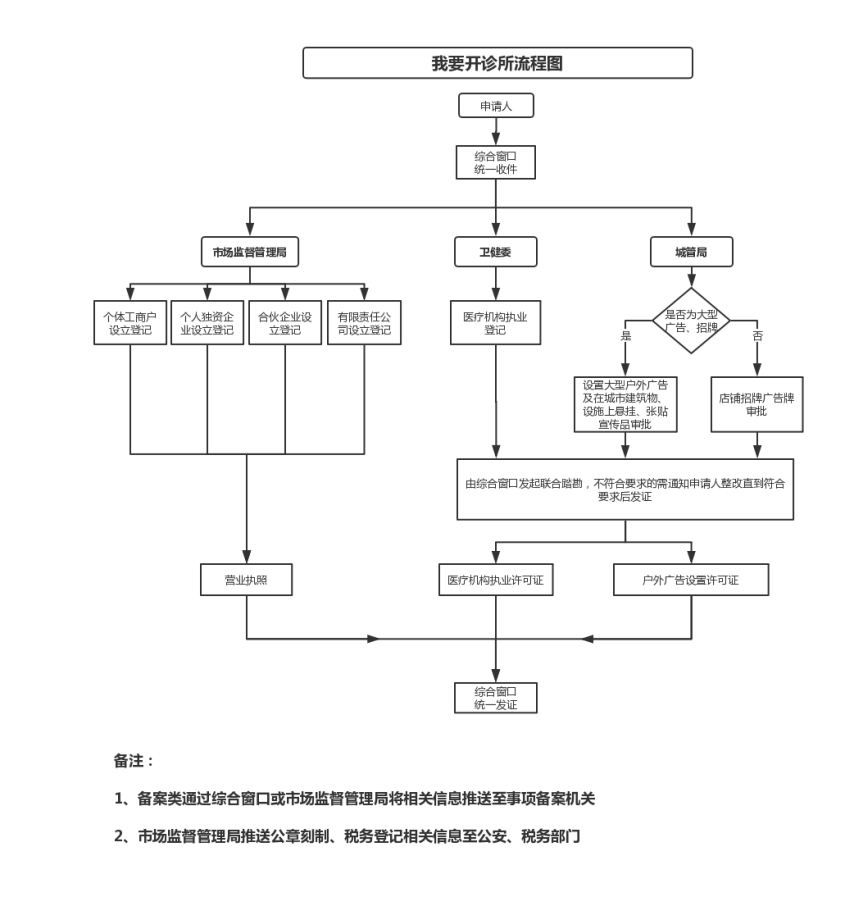 我要开诊所流程图
申请人
综合窗口
统一收件
市场监督管理局
卫健委
城管局
个体工商户
设立登记
个人独资企
业设立登记
合伙企业设
立登记
有限责任公
司设立登记
医疗机构执业
登记
是否为大型
广告、招牌
是
否
设置大型户外广告
及在城市建筑物、
设施上悬挂、张贴
宣传品审批
店铺招牌广告牌
审批
由综合窗口发起联合踏勘，不符合要求的需通知申请人整改直到符合
要求后发证
营业执照
医疗机构执业许可证
户外广告设置许可证
综合窗口
统一发证
备注：
1、备案类通过综合窗口或市场监督管理局将相关信息推送至事项备案机关
2、市场监督管理局推送公章刻制、税务登记相关信息至公安、税务部门